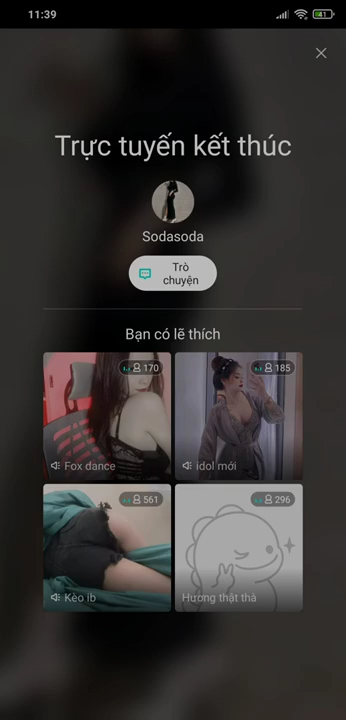 11:39
41
Trực tuyến kết thúc
Sodasoda
Trò
chuyện
Bạn có lẽ thích
170
185
Fox dance
idol mới
561
296
Kèo ib
Hương thật thà